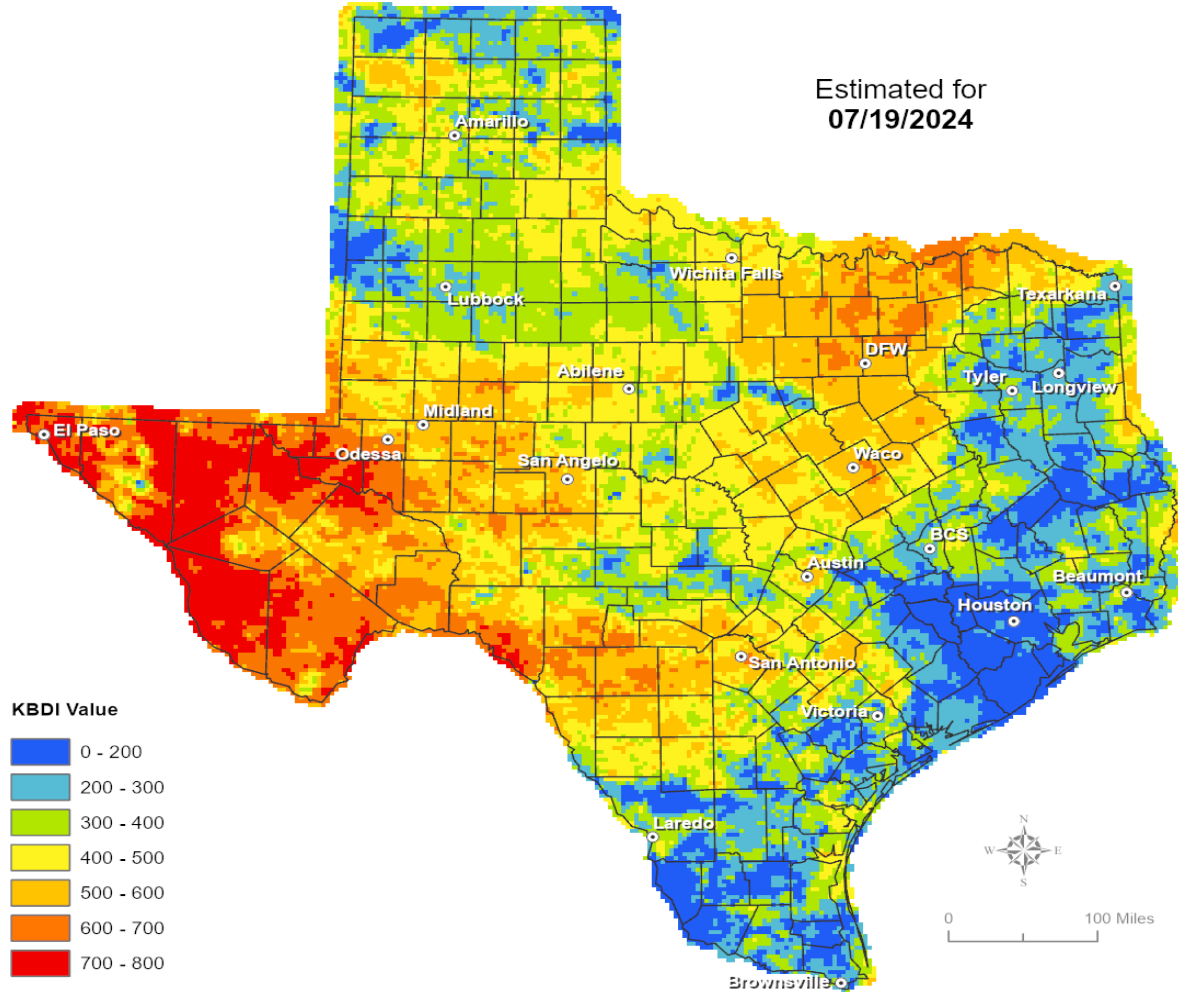 Estimated for
07/19/2024
Amarillo
Wichita Falls
Lubbock
Texarkana
DFW
Abilene
Tyler
Longview
Midland
El Paso
Odessa
San Angelo
Waco
BCS
Austin
Beaumont
Houston
San Antonio
Victoria
Laredo
Brownsville
KBDI Value
0 - 200
200 - 300
300 - 400
400 - 500
500 - 600
600 - 700
700 - 800
N
W
E
S
0
100 Miles